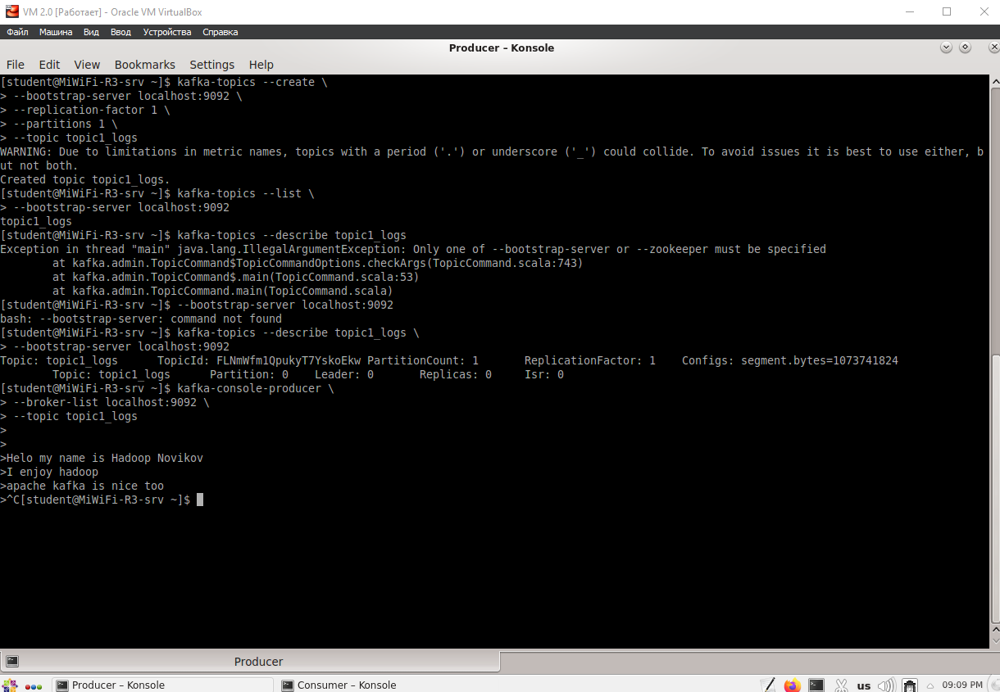 VM 2.0 [Работает] - Oracle VM VirtualBox
Файл Машина Вид Ввод Устройства Справка
Producer – Konsole
File Edit View Bookmarks Settings Help
[student@MiWiFi-R3-srv ~]$ kafka-topics --create \
> --bootstrap-server localhost:9092 \
> --replication-factor 1 \
> --partitions 1 \
> --topic topic1_logs
WARNING: Due to limitations in metric names, topics with a period ('.') or underscore ('_') could collide. To avoid issues it is best to use either, b
ut not both.
Created topic topic1_logs.
[student@MiWiFi-R3-srv ~]$ kafka-topics --list \
> --bootstrap-server localhost:9092
topic1_logs
[student@MiWiFi-R3-srv ~]$ kafka-topics --describe topic1_logs
Exception in thread "main" java.lang.IllegalArgumentException: Only one of --bootstrap-server or --zookeeper must be specified
        at kafka.admin.TopicCommand$TopicCommandOptions.checkArgs(TopicCommand.scala:743)
        at kafka.admin.TopicCommand$.main(TopicCommand.scala:53)
        at kafka.admin.TopicCommand.main(TopicCommand.scala)
[student@MiWiFi-R3-srv ~]$ --bootstrap-server localhost:9092
bash: --bootstrap-server: command not found
[student@MiWiFi-R3-srv ~]$ kafka-topics --describe topic1_logs \
> --bootstrap-server localhost:9092
Topic: topic1_logs      TopicId: FLNmWfm1QpukyT7YskoEkw PartitionCount: 1       ReplicationFactor: 1    Configs: segment.bytes=1073741824
        Topic: topic1_logs      Partition: 0    Leader: 0       Replicas: 0     Isr: 0
[student@MiWiFi-R3-srv ~]$ kafka-console-producer \
> --broker-list localhost:9092 \
> --topic topic1_logs
>
>
>Helo my name is Hadoop Novikov
>I enjoy hadoop
>apache kafka is nice too
>^C[student@MiWiFi-R3-srv ~]$
Producer
Producer – Konsole Consumer – Konsole us 09:09 PM